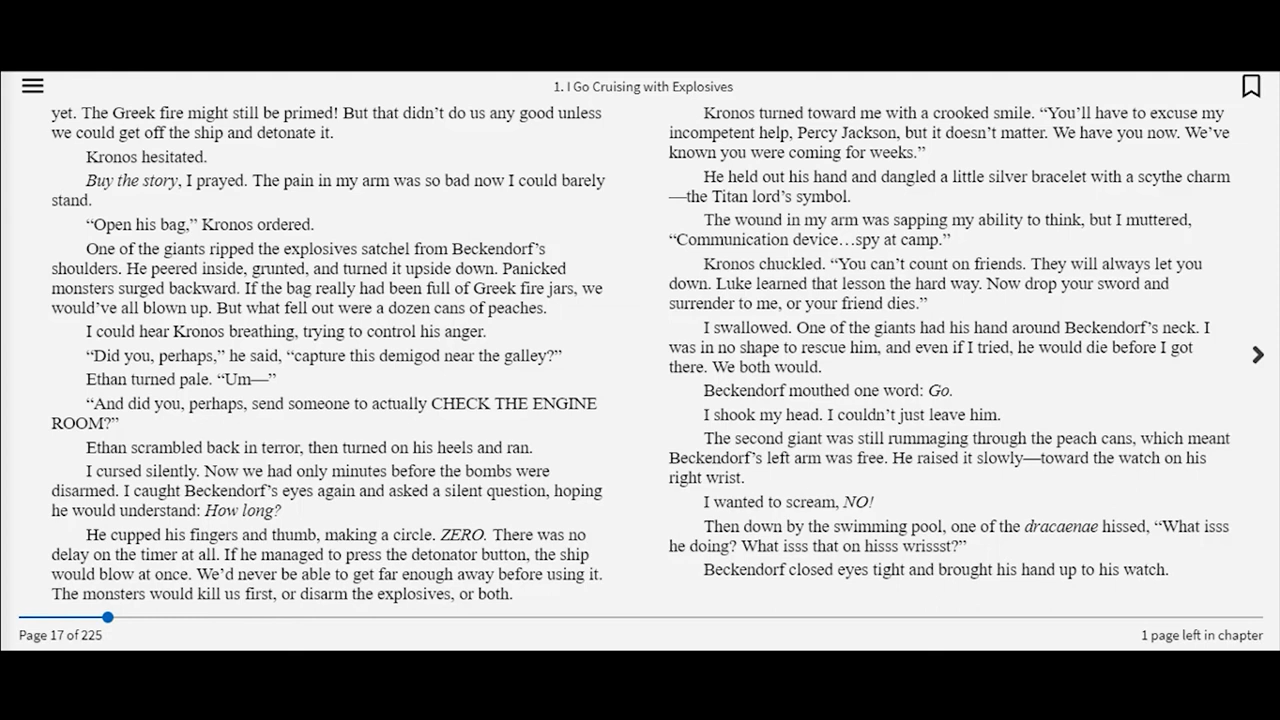 1. I Go Cruising with Explosives
yet. The Greek fire might still be primed! But that didn’t do us any good unless
we could get off the ship and detonate it.
Kronos hesitated.
Buy the story, I prayed. The pain in my arm was so bad now I could barely
stand.
“Open his bag,” Kronos ordered.
One of the giants ripped the explosives satchel from Beckendorf’s
shoulders. He peered inside, grunted, and turned it upside down. Panicked
monsters surged backward. If the bag really had been full of Greek fire jars, we
would’ve all blown up. But what fell out were a dozen cans of peaches.
I could hear Kronos breathing, trying to control his anger.
“Did you, perhaps,” he said, “capture this demigod near the galley?”
Ethan turned pale. “Um—”
“And did you, perhaps, send someone to actually CHECK THE ENGINE
ROOM?”
Ethan scrambled back in terror, then turned on his heels and ran.
I cursed silently. Now we had only minutes before the bombs were
disarmed. I caught Beckendorf’s eyes again and asked a silent question, hoping
he would understand: How long?
He cupped his fingers and thumb, making a circle. ZERO. There was no
delay on the timer at all. If he managed to press the detonator button, the ship
would blow at once. We’d never be able to get far enough away before using it.
The monsters would kill us first, or disarm the explosives, or both.
Kronos turned toward me with a crooked smile. “You’ll have to excuse my
incompetent help, Percy Jackson, but it doesn’t matter. We have you now. We’ve
known you were coming for weeks.”
He held out his hand and dangled a little silver bracelet with a scythe charm
—the Titan lord’s symbol.
The wound in my arm was sapping my ability to think, but I muttered,
“Communication device…spy at camp.”
Kronos chuckled. “You can’t count on friends. They will always let you
down. Luke learned that lesson the hard way. Now drop your sword and
surrender to me, or your friend dies.”
I swallowed. One of the giants had his hand around Beckendorf’s neck. I
was in no shape to rescue him, and even if I tried, he would die before I got
there. We both would.
Beckendorf mouthed one word: Go.
I shook my head. I couldn’t just leave him.
The second giant was still rummaging through the peach cans, which meant
Beckendorf’s left arm was free. He raised it slowly—toward the watch on his
right wrist.
I wanted to scream, NO!
Then down by the swimming pool, one of the dracaenae hissed, “What isss
he doing? What isss that on hisss wrissst?”
Beckendorf closed eyes tight and brought his hand up to his watch.
Page 17 of 225
1 page left in chapter